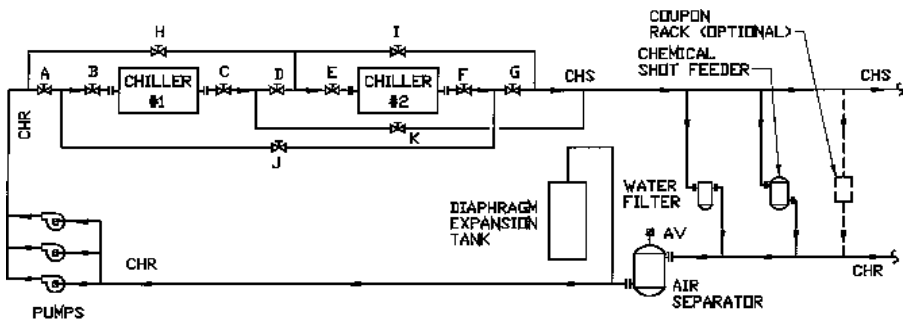 COUPON
RACK (OPTIONAL)
CHEMICAL
SHOT FEEDER
H
I
A
B
CHILLER
#1
C
D
E
CHILLER
#2
F
G
CHS
CHS
CHR
K
J
DIAPHRAGM
EXPANSION
TANK
WATER
FILTER
AV
CHR
CHR
AIR
SEPARATOR
PUMPS